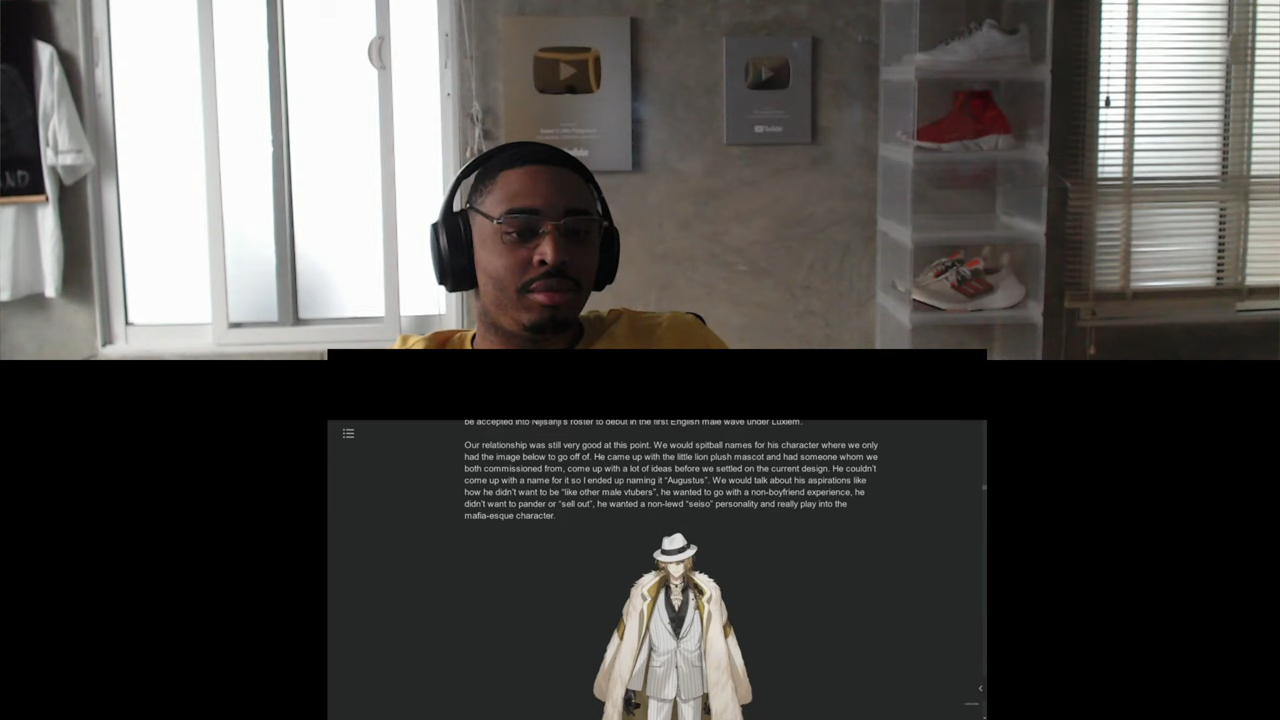 ND
YouTube
be accepted into Nijisanji's roster to debut in the first English male wave under Luxiem.
Our relationship was still very good at this point. We would spitball names for his character where we only
had the image below to go off of. He came up with the little lion plush mascot and had someone whom we
both commissioned from, come up with a lot of ideas before we settled on the current design. He couldn't
come up with a name for it so I ended up naming it “Augustus”. We would talk about his aspirations like
how he didn't want to be “like other male vtubers”, he wanted to go with a non-boyfriend experience, he
didn't want to pander or “sell out”, he wanted a non-lewd “seiso” personality and really play into the
mafia-esque character.